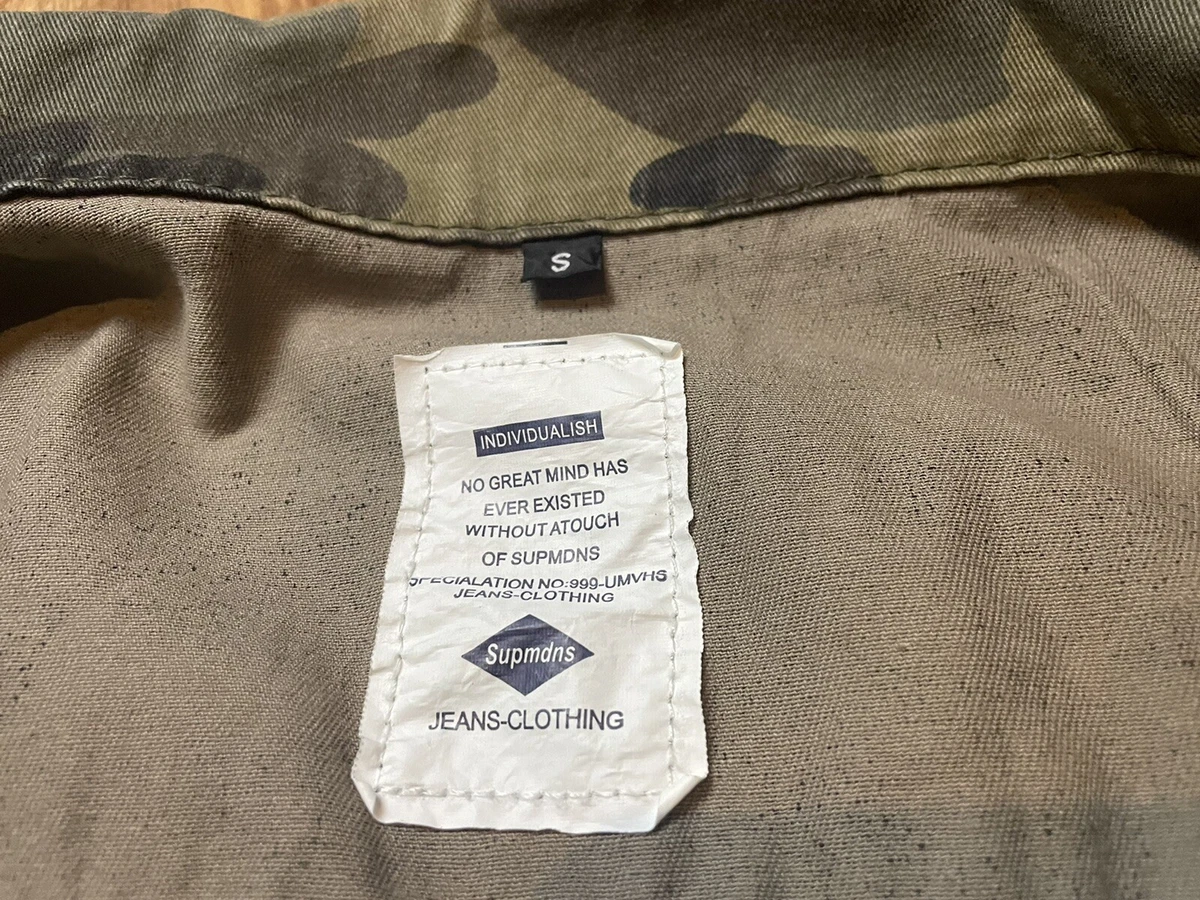 S
INDIVIDUALISH
NO GREAT MIND HAS
EVER EXISTED
WITHOUT ATOUCH
OF SUPMDNS
SPECIALATION NO:999-UMVHS
JEANS-CLOTHING
Supmdns
JEANS-CLOTHING